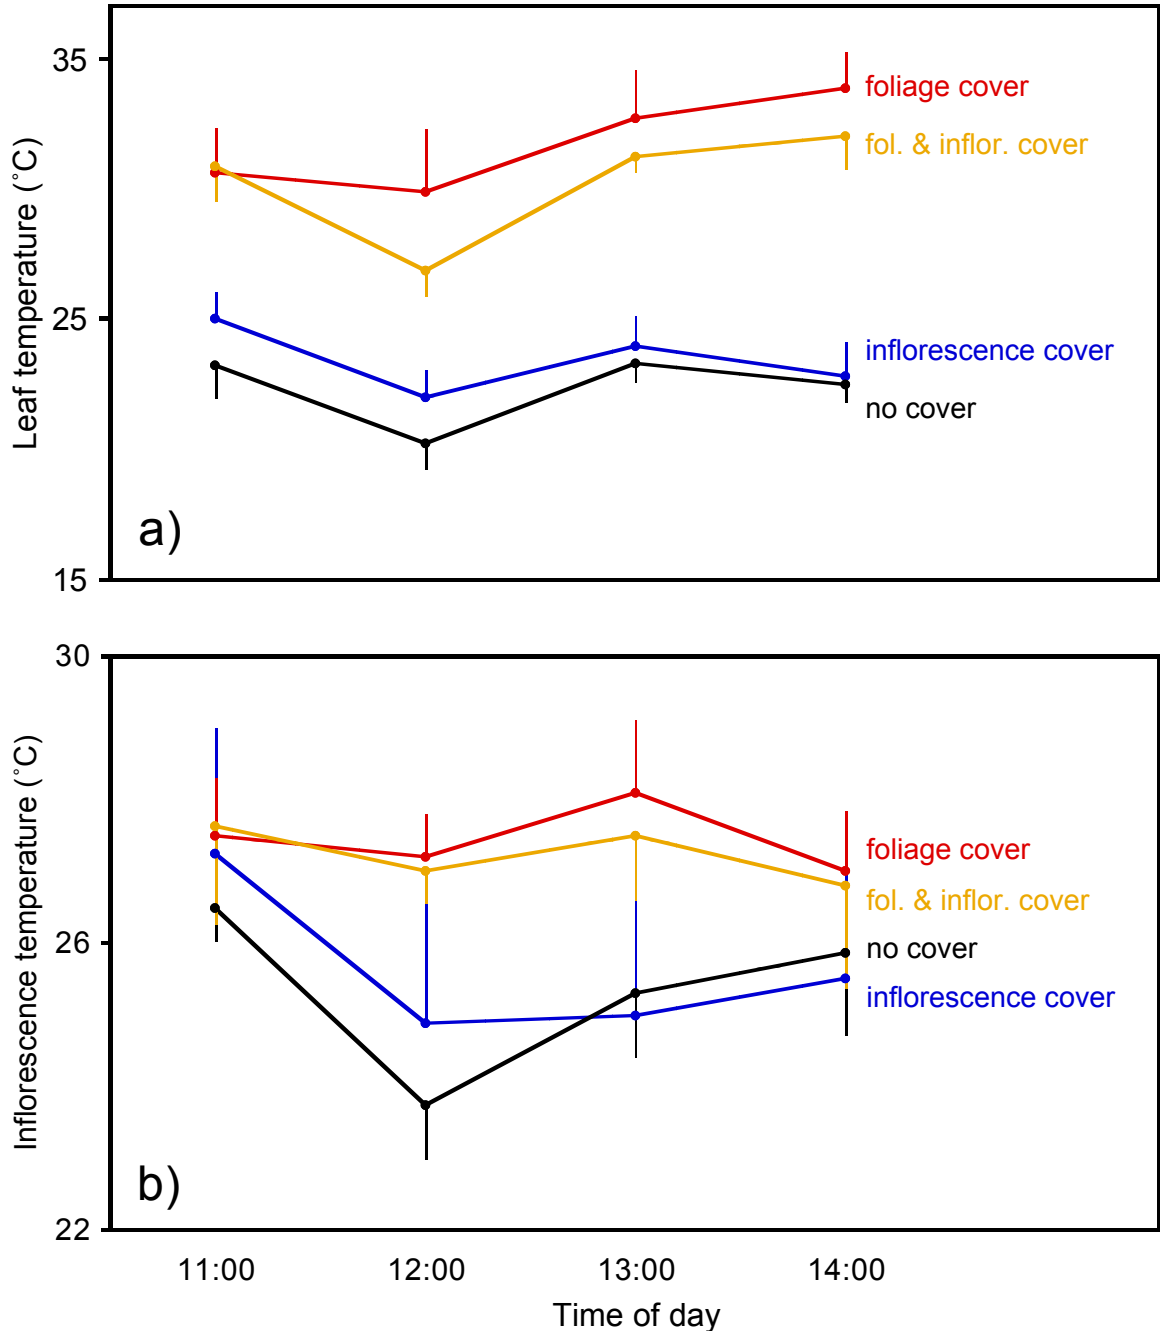 35
foliage cover
fol. & inflor. cover
Leaf temperature (˚C)
25
inflorescence cover
no cover
a)
15
30
Inflorescence temperature (˚C)
foliage cover
fol. & inflor. cover
26
no cover
inflorescence cover
b)
22
11:00 12:00 13:00 14:00
Time of day